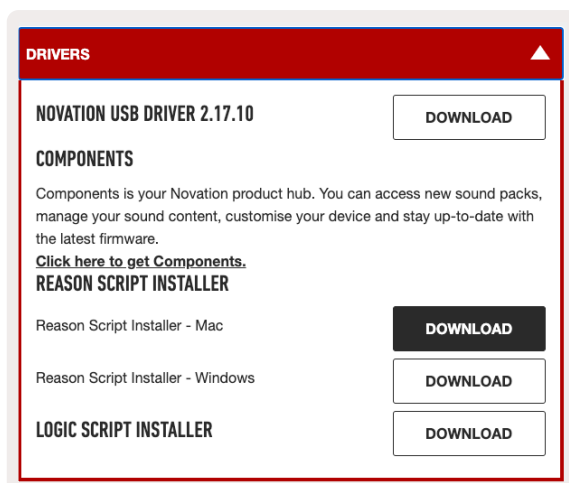 DRIVERS
NOVATION USB DRIVER 2.17.10
DOWNLOAD
COMPONENTS
Components is your Novation product hub. You can access new sound packs,
manage your sound content, customise your device and stay up-to-date with
the latest firmware.
Click here to get Components.
REASON SCRIPT INSTALLER
Reason Script Installer - Mac
DOWNLOAD
Reason Script Installer - Windows
DOWNLOAD
LOGIC SCRIPT INSTALLER
DOWNLOAD